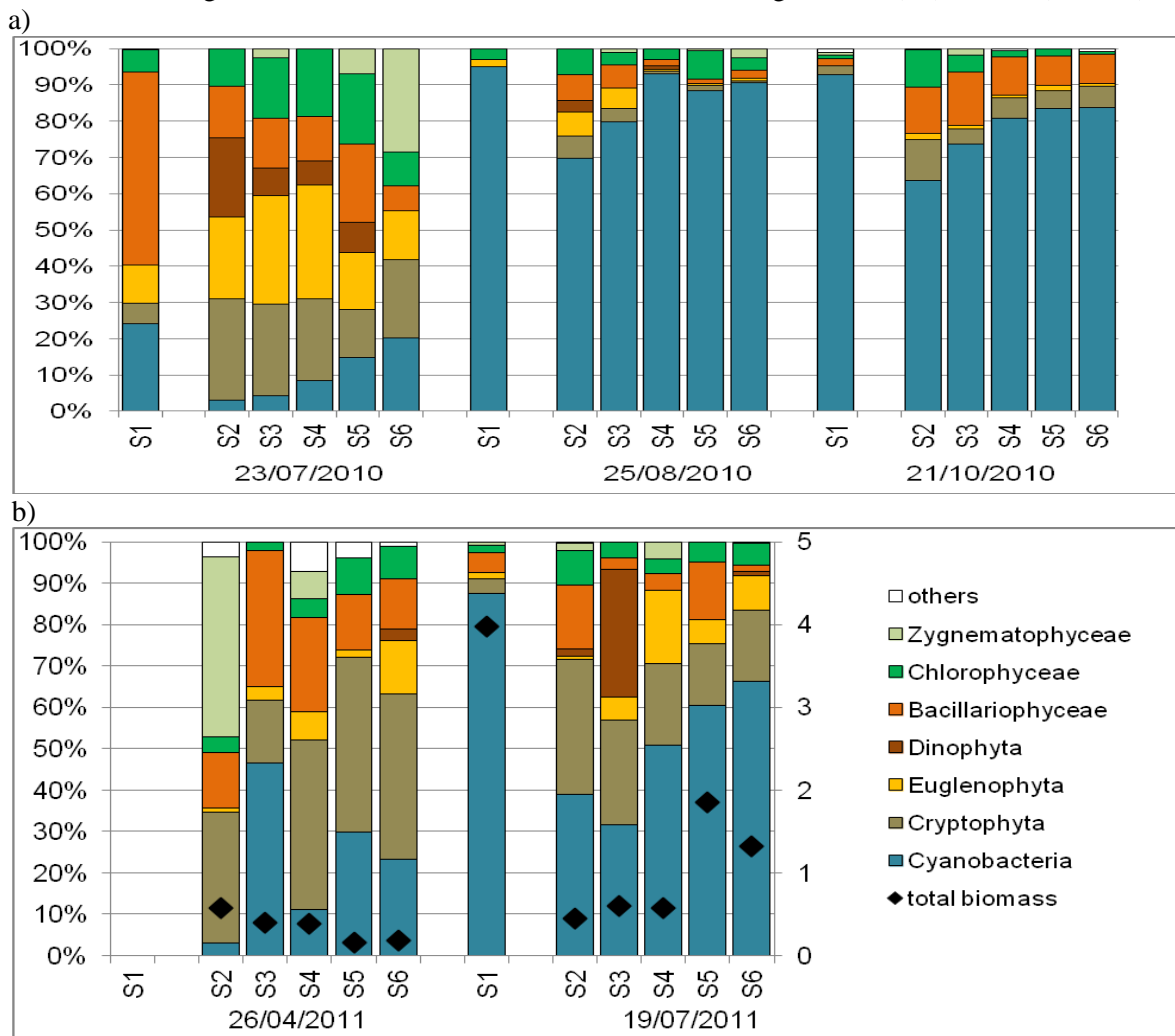 a)
100%
90%
80%
70%
60%
50%
40%
30%
20%
10%
0%
S1 S2 S3 S4 S5 S6 S1 S2 S3 S4 S5 S6 S1 S2 S3 S4 S5 S6
23/07/2010 25/08/2010 21/10/2010
b)
100% 5
90%
80% 4
70%
60% 3
50%
40% 2
30%
20% 1
10%
0% 0
others
Zygnematophyceae
Chlorophyceae
Bacillariophyceae
Dinophyta
Euglenophyta
Cryptophyta
Cyanobacteria
total biomass
S1 S2 S3 S4 S5 S6 S1 S2 S3 S4 S5 S6
26/04/2011 19/07/2011